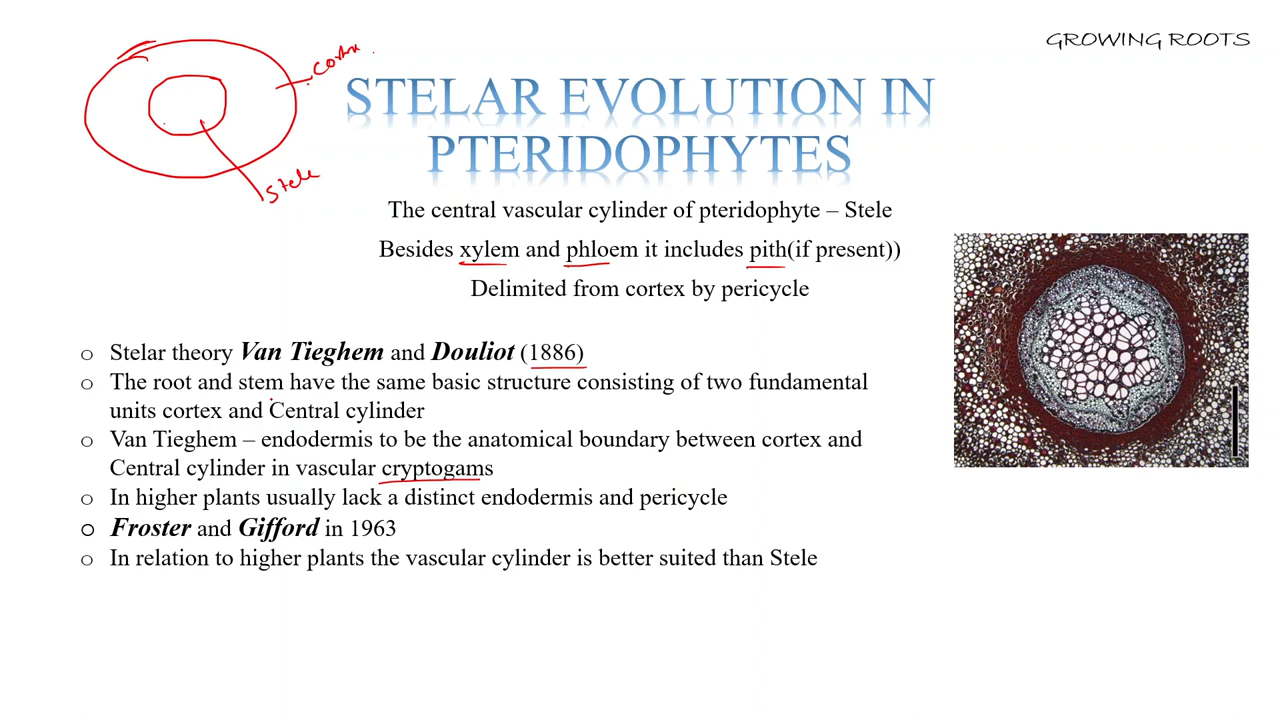 GROWING ROOTS
Cortex
STELAR EVOLUTION IN
PTERIDOPHYTES
Stele
The central vascular cylinder of pteridophyte – Stele
Besides xylem and phloem it includes pith(if present))
Delimited from cortex by pericycle
o Stelar theory Van Tieghem and Douliot (1886)
o The root and stem have the same basic structure consisting of two fundamental
units cortex and Central cylinder
o Van Tieghem – endodermis to be the anatomical boundary between cortex and
Central cylinder in vascular cryptogams
o In higher plants usually lack a distinct endodermis and pericycle
o Froster and Gifford in 1963
o In relation to higher plants the vascular cylinder is better suited than Stele